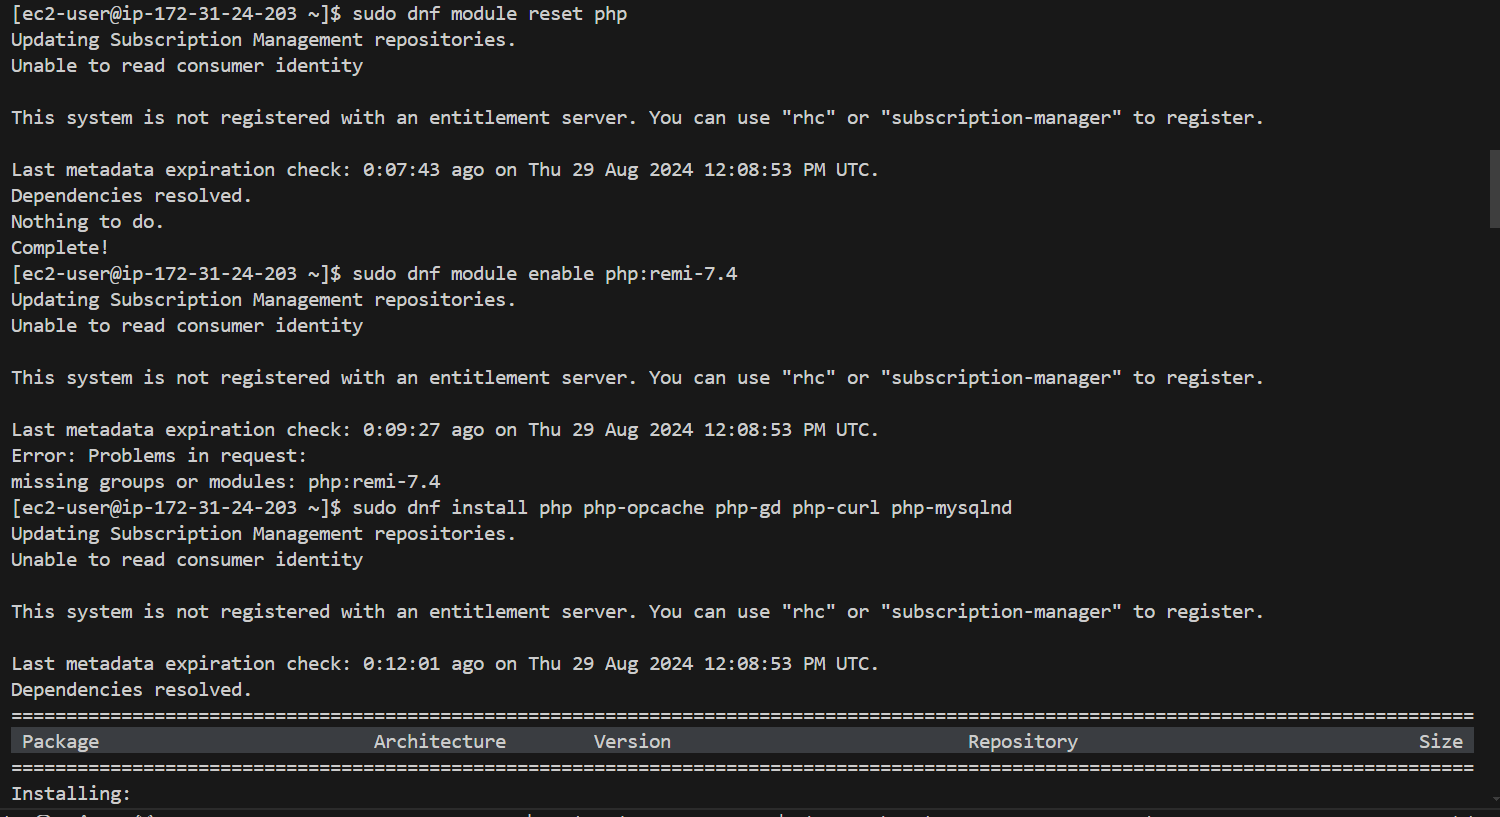 [ec2-user@ip-172-31-24-203 ~]$ sudo dnf module reset php
Updating Subscription Management repositories.
Unable to read consumer identity
This system is not registered with an entitlement server. You can use "rhc" or "subscription-manager" to register.
Last metadata expiration check: 0:07:43 ago on Thu 29 Aug 2024 12:08:53 PM UTC.
Dependencies resolved.
Nothing to do.
Complete!
[ec2-user@ip-172-31-24-203 ~]$ sudo dnf module enable php:remi-7.4
Updating Subscription Management repositories.
Unable to read consumer identity
This system is not registered with an entitlement server. You can use "rhc" or "subscription-manager" to register.
Last metadata expiration check: 0:09:27 ago on Thu 29 Aug 2024 12:08:53 PM UTC.
Error: Problems in request:
missing groups or modules: php:remi-7.4
[ec2-user@ip-172-31-24-203 ~]$ sudo dnf install php php-opcache php-gd php-curl php-mysqlnd
Updating Subscription Management repositories.
Unable to read consumer identity
This system is not registered with an entitlement server. You can use "rhc" or "subscription-manager" to register.
Last metadata expiration check: 0:12:01 ago on Thu 29 Aug 2024 12:08:53 PM UTC.
Dependencies resolved.
=====================================================================================================================================
Package Architecture Version Repository Size
=====================================================================================================================================
Installing: